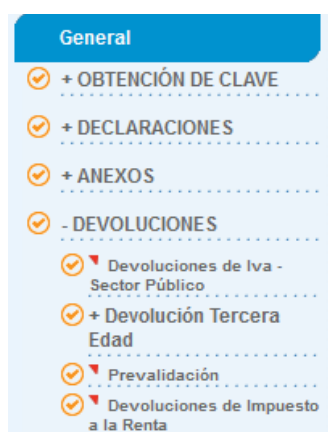 General
+ OBTENCIÓN DE CLAVE
+ DECLARACIONES
+ ANEXOS
- DEVOLUCIONES
Devoluciones de Iva -
Sector Público
+ Devolución Tercera
Edad
Prevalidación
Devoluciones de Impuesto
a la Renta